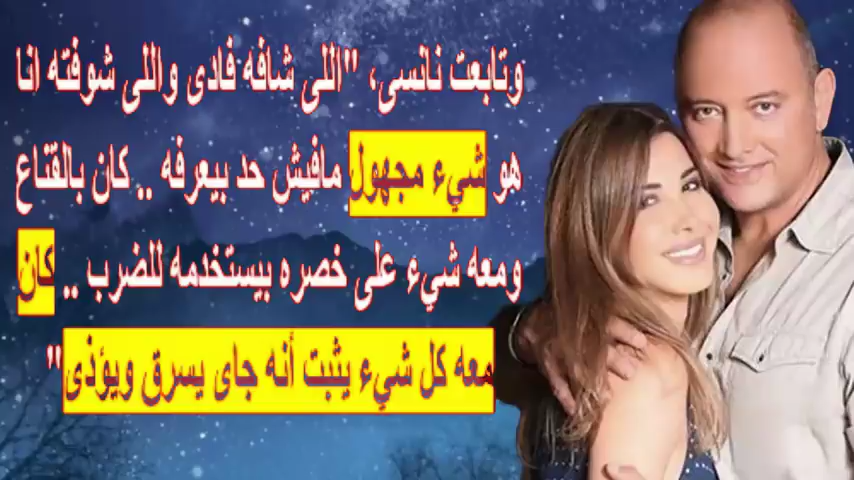 وتابعت نانسى، "اللى شافه فادى واللى شوفته انا
هو شيء مجهول مافيش حد بيعرفه .. كان بالقتاع
ومعه شيء على خصره بيستخدمه للضرب .. كان
معه كل شيء يثبت أنه جاى يسرق ويؤذى"